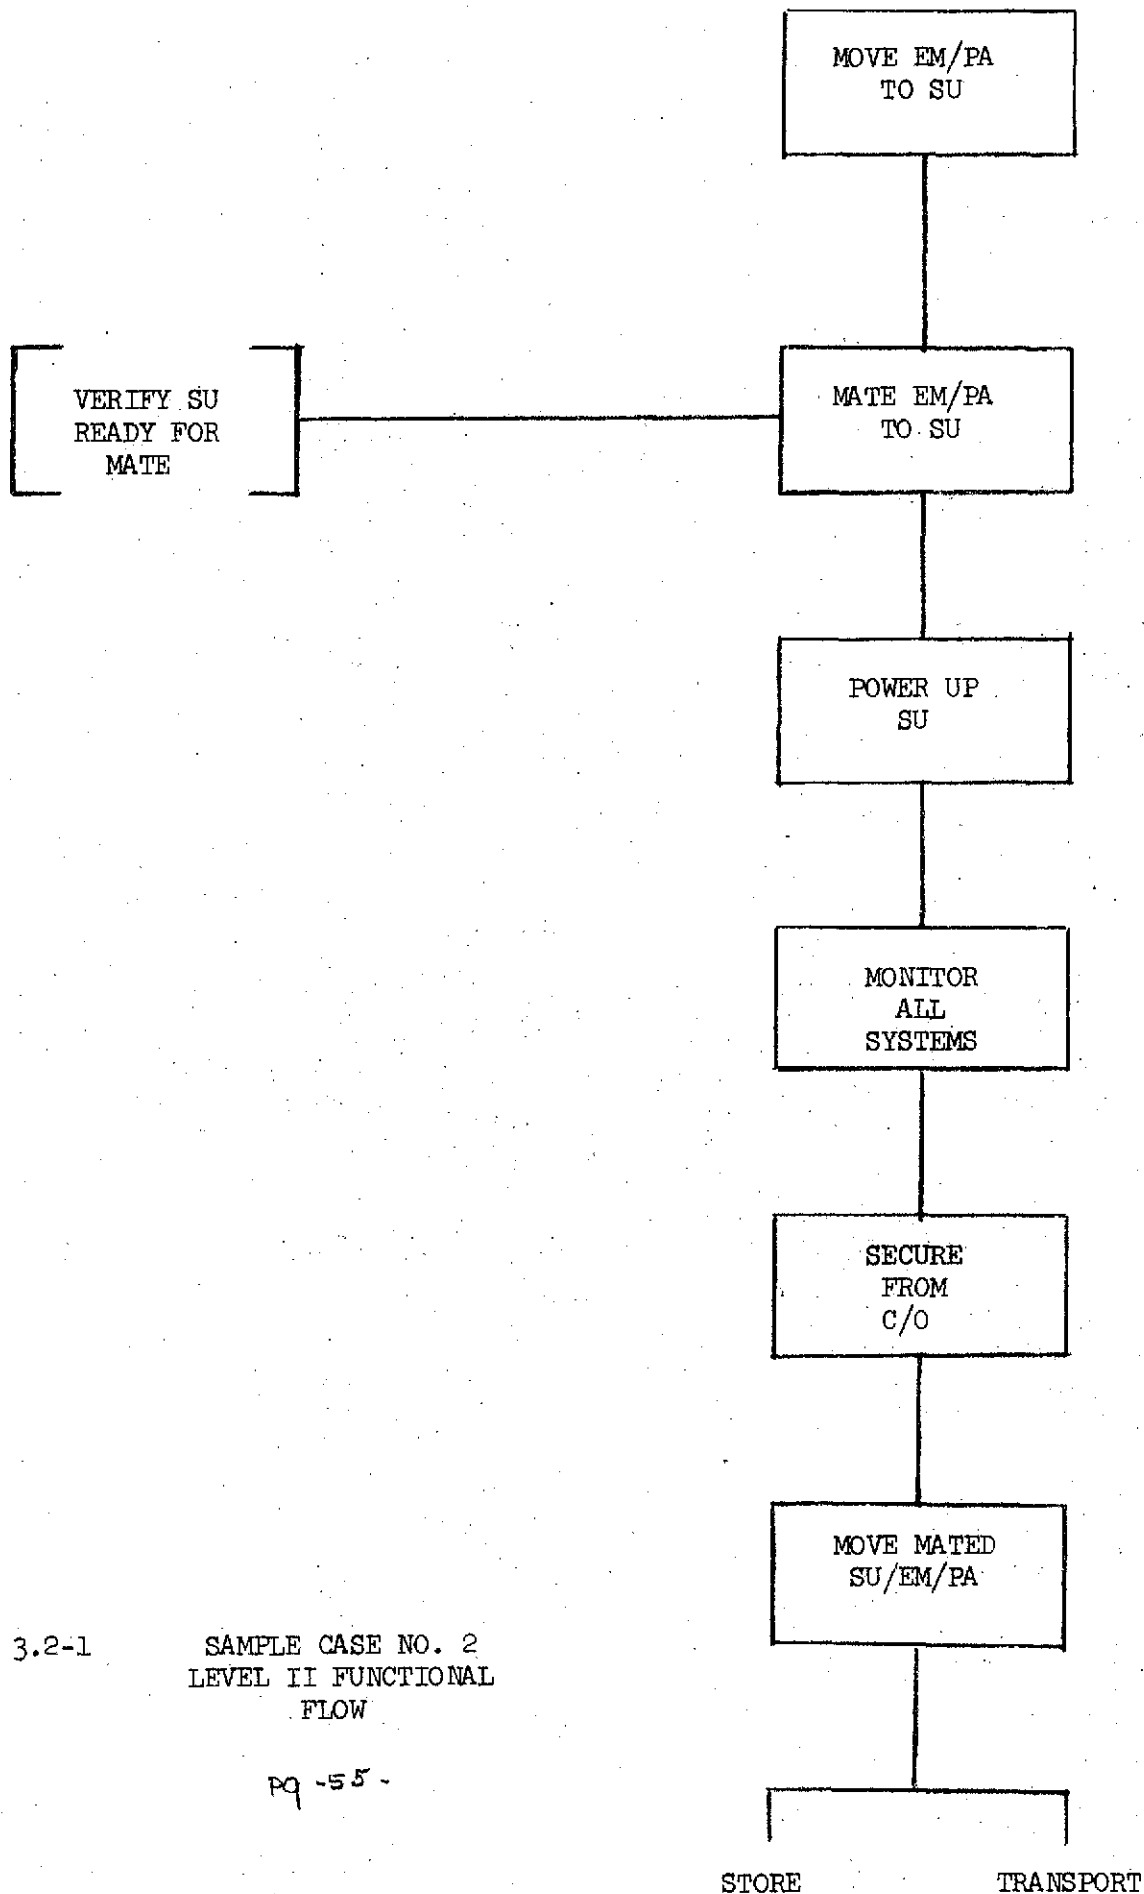 MOVE EM/PA
TO SU
VERIFY SU
READY FOR
MATE
MATE EM/PA
TO SU
POWER UP
SU
MONITOR
ALL
SYSTEMS
SECURE
FROM
C/O
MOVE MATED
SU/EM/PA
3.2-1 SAMPLE CASE NO. 2
LEVEL II FUNCTIONAL
FLOW
pg -55-
STORE TRANSPORT